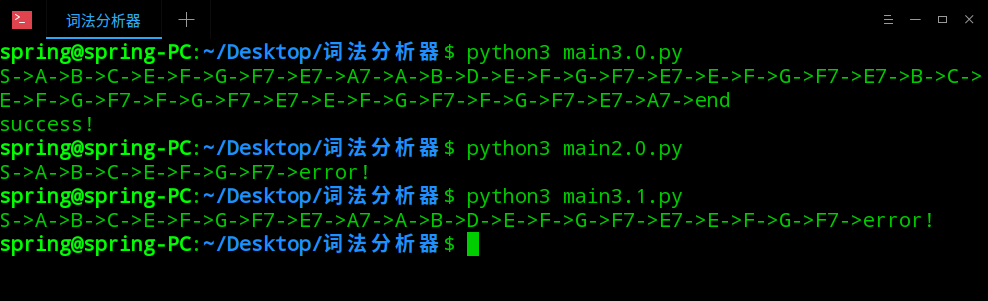 词法分析器
spring@spring-PC:~/Desktop/词法分析器$ python3 main3.0.py
S->A->B->C->E->F->G->F7->E7->A7->A->B->D->E->F->G->F7->E7->E->F->G->F7->E7->B->C->
E->F->G->F7->F->G->F7->E7->E->F->G->F7->F->G->F7->E7->A7->end
success!
spring@spring-PC:~/Desktop/词法分析器$ python3 main2.0.py
S->A->B->C->E->F->G->F7->error!
spring@spring-PC:~/Desktop/词法分析器$ python3 main3.1.py
S->A->B->C->E->F->G->F7->E7->A7->A->B->D->E->F->G->F7->E7->E->F->G->F7->error!
spring@spring-PC:~/Desktop/词法分析器$